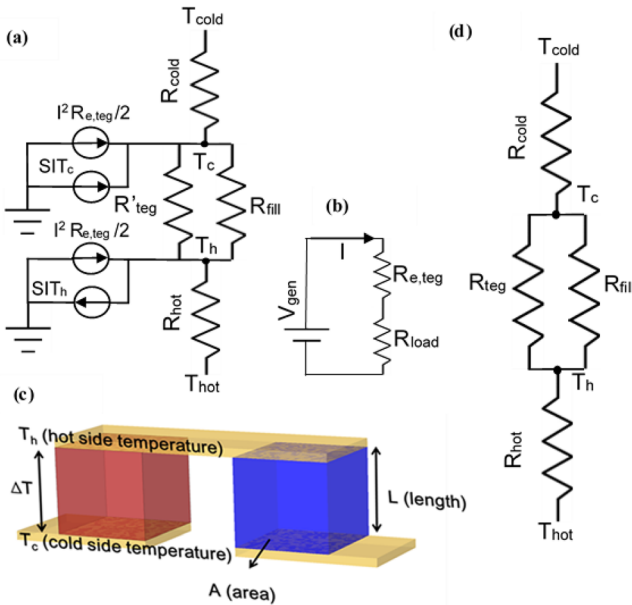 (a)
T_cold
R_cold
I²R_e,teg/2
SIT_c
T_c
R'_teg
R_fill
I²R_e,teg/2
T_h
SIT_h
R_hot
T_hot
(b)
I
V_gen
R_e,teg
R_load
(c)
T_h (hot side temperature)
ΔT
L (length)
T_c (cold side temperature)
A (area)
(d)
T_cold
R_cold
T_c
R_teg
R_fill
T_h
R_hot
T_hot